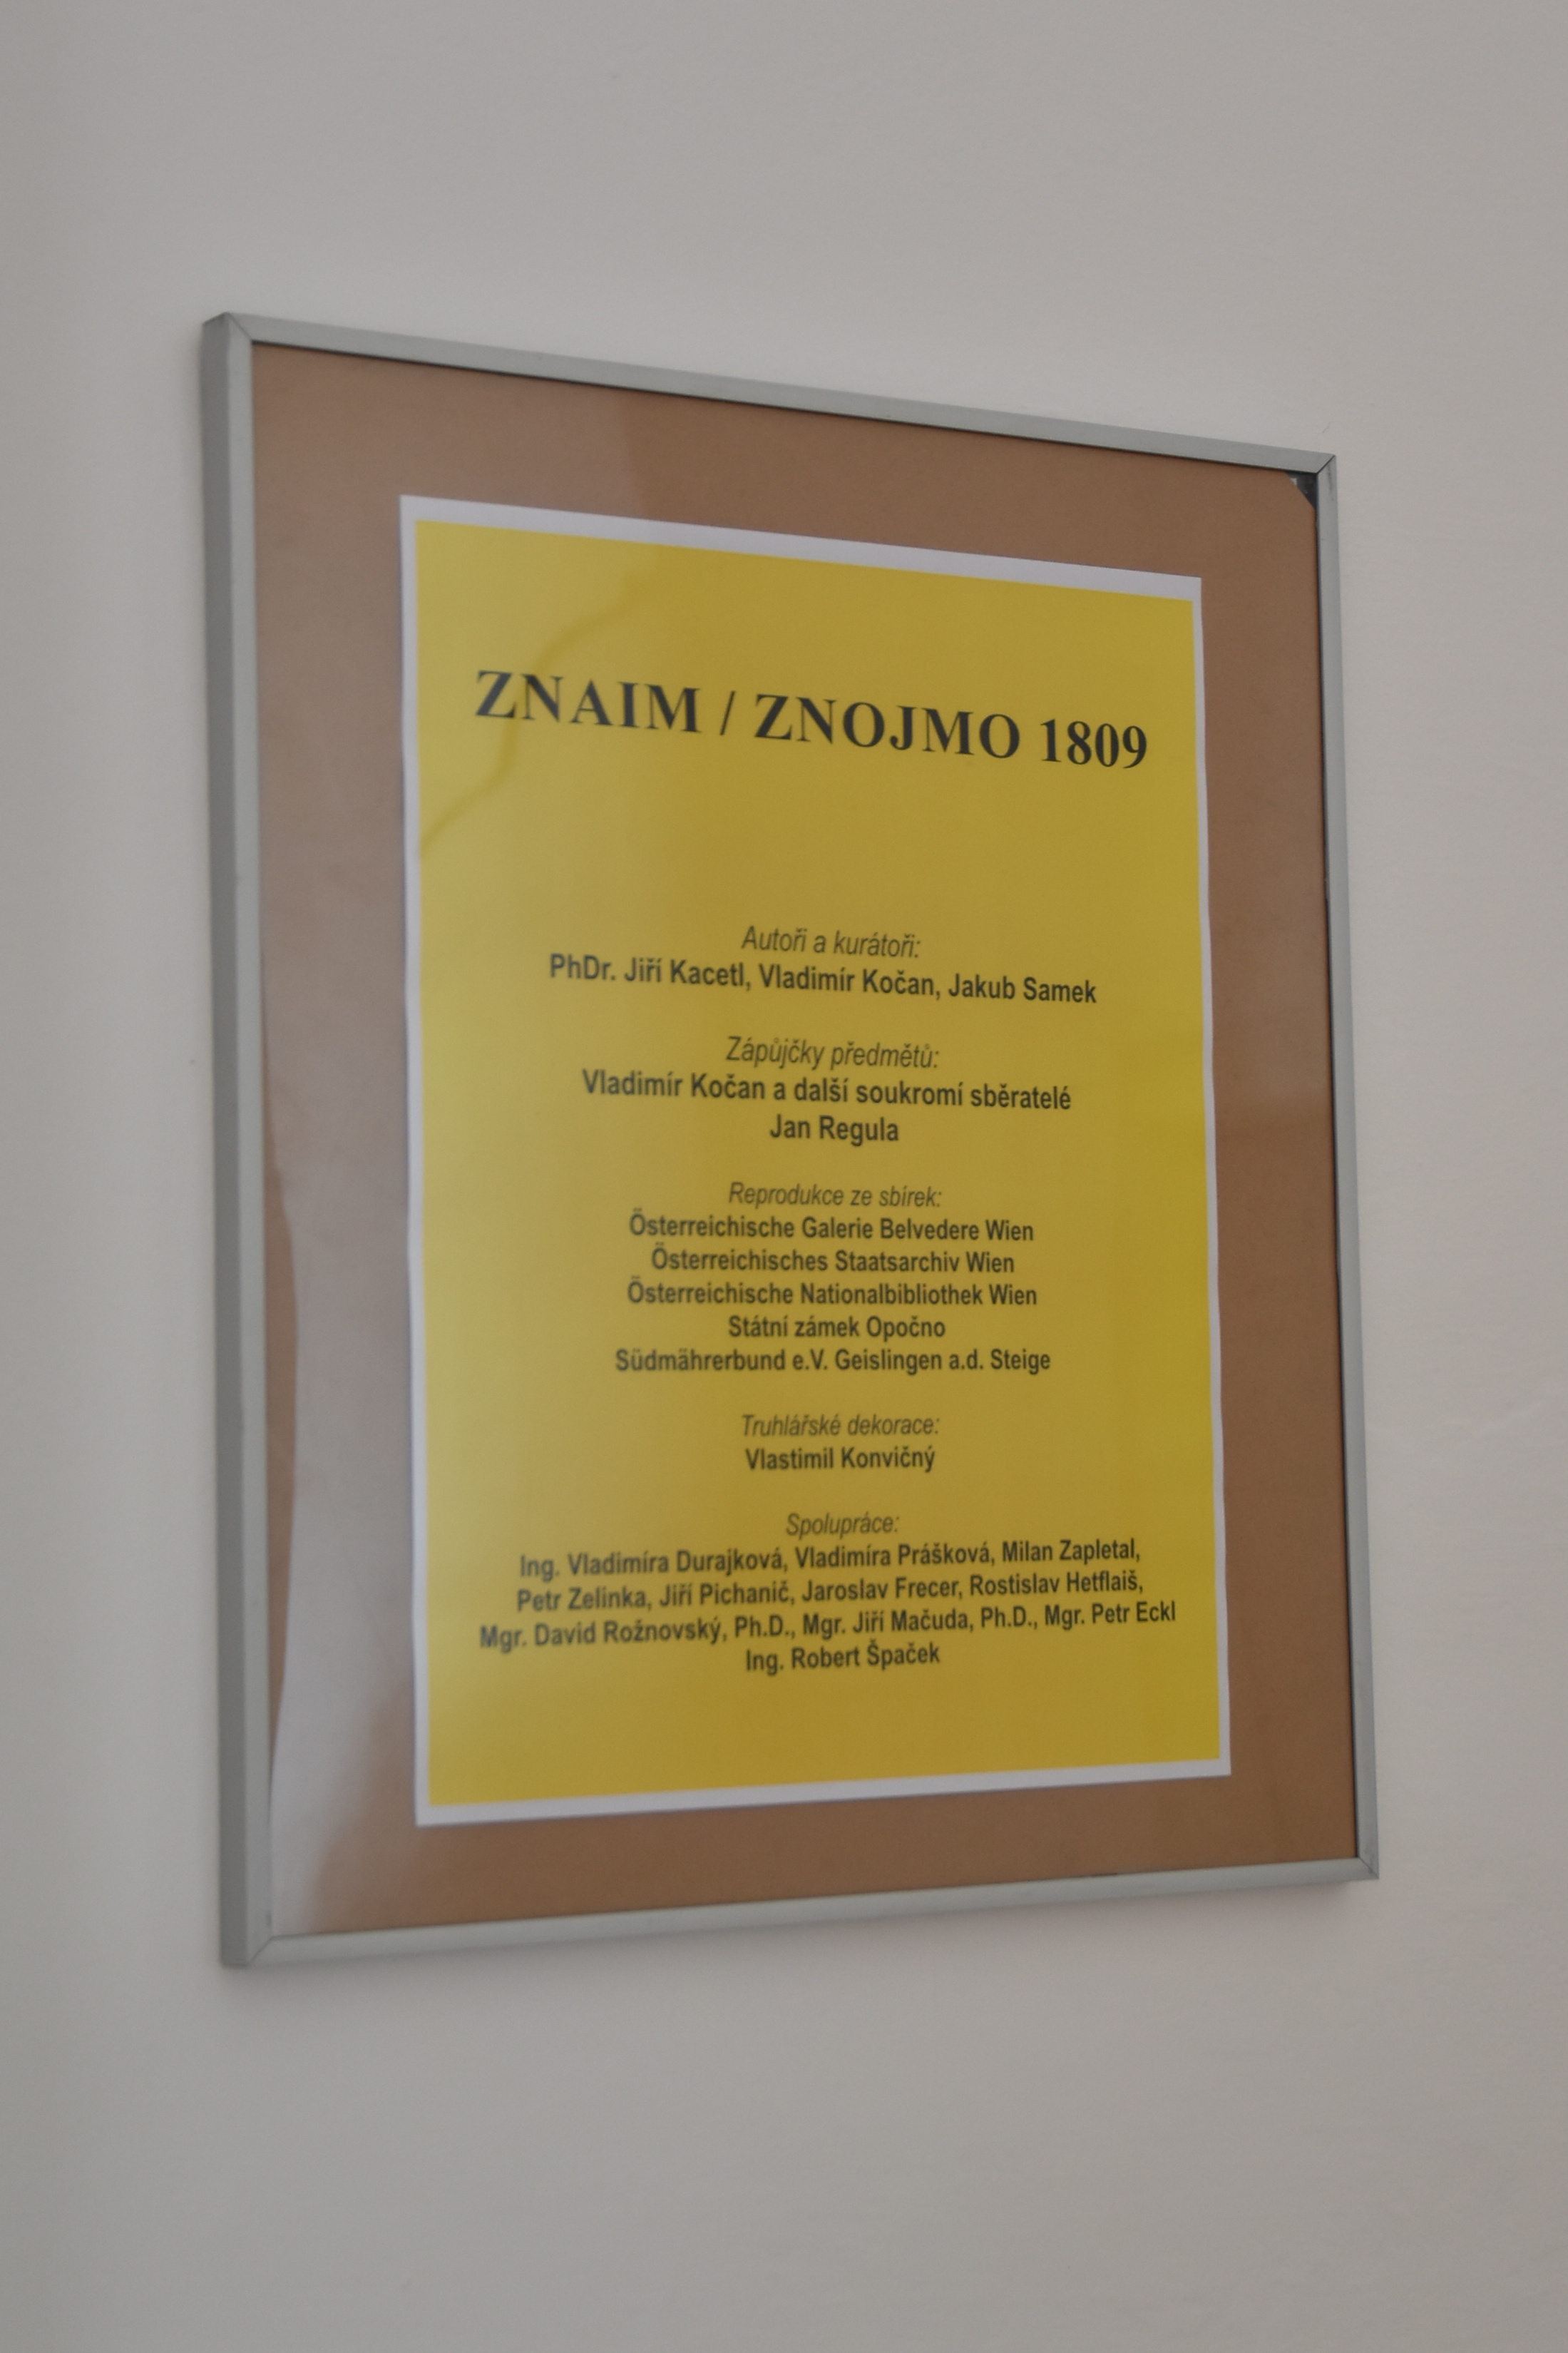 ZNAIM / ZNOJMO 1809
Autoři a kurátoři:
PhDr. Jiří Kacetl, Vladimír Kočan, Jakub Samek
Zápůjčky předmětů:
Vladimír Kočan a další soukromí sběratelé
Jan Regula
Reprodukce ze sbírek:
Österreichische Galerie Belvedere Wien
Österreichisches Staatsarchiv Wien
Österreichische Nationalbibliothek Wien
Státní zámek Opočno
Südmährerbund e.V. Geislingen a.d. Steige
Truhlářské dekorace:
Vlastimil Konvičný
Spolupráce:
Ing. Vladimíra Durajková, Vladimíra Prášková, Milan Zapletal,
Petr Zelinka, Jiří Pichanič, Jaroslav Frecer, Rostislav Hetflaiš,
Mgr. David Rožnovský, Ph.D., Mgr. Jiří Mačuda, Ph.D., Mgr. Petr Eckl
Ing. Robert Špaček